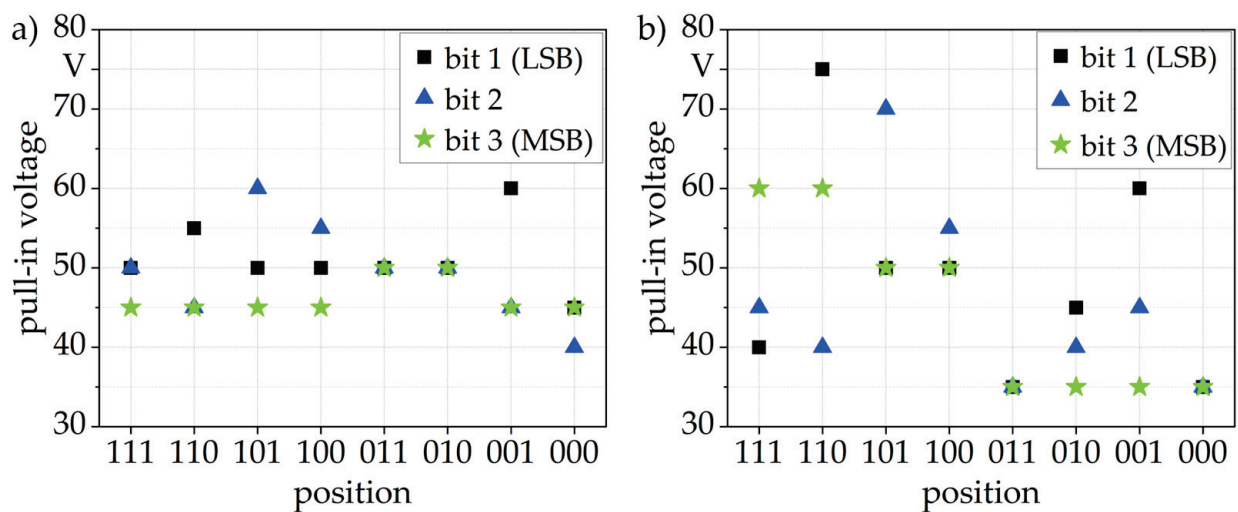 a)
80
V
70
60
50
40
30
pull-in voltage
bit 1 (LSB)
bit 2
bit 3 (MSB)
111 110 101 100 011 010 001 000
position
b)
80
V
70
60
50
40
30
pull-in voltage
bit 1 (LSB)
bit 2
bit 3 (MSB)
111 110 101 100 011 010 001 000
position